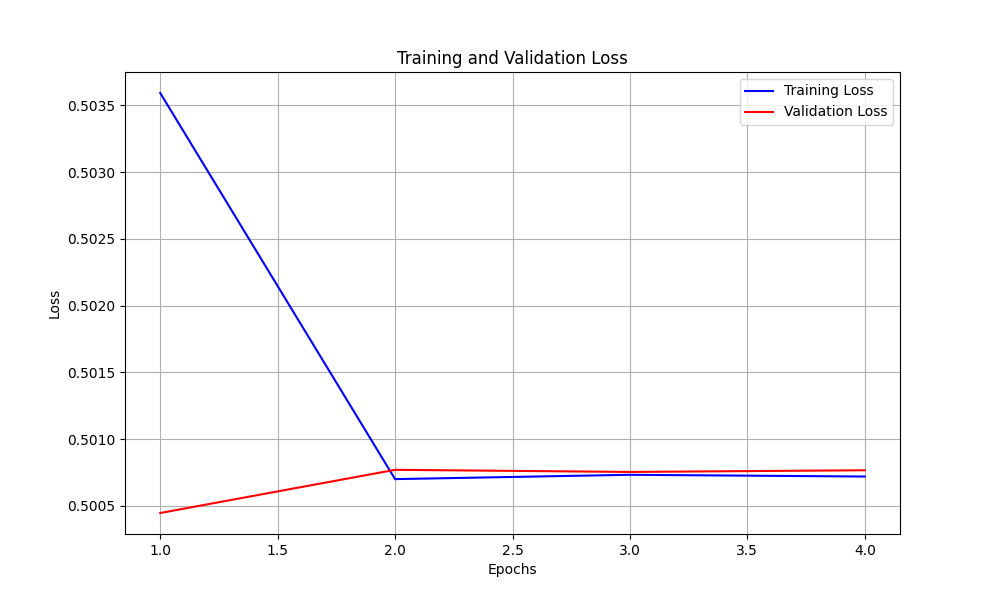 Training and Validation Loss
Training Loss
Validation Loss
0.5035
0.5030
0.5025
0.5020
0.5015
0.5010
0.5005
Loss
1.0 1.5 2.0 2.5 3.0 3.5 4.0
Epochs